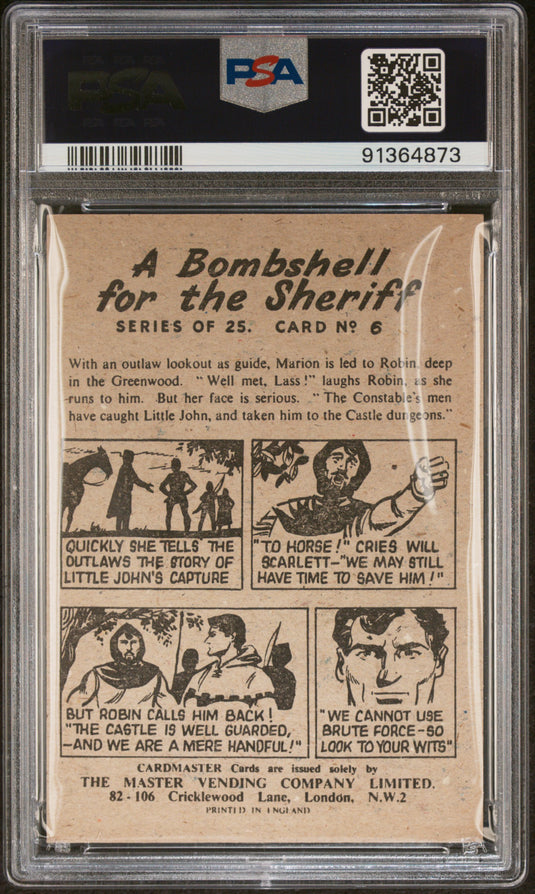 PSA
PSA
91364873
A Bombshell
for the Sheriff
SERIES OF 25. CARD Nº 6
With an outlaw lookout as guide, Marion is led to Robin, deep
in the Greenwood. "Well met, Lass!" laughs Robin, as she
runs to him. But her face is serious. "The Constable's men
have caught Little John, and taken him to the Castle dungeons."
QUICKLY SHE TELLS THE
OUTLAWS THE STORY OF
LITTLE JOHN'S CAPTURE
"TO HORSE!" CRIES WILL
SCARLETT-"WE MAY STILL
HAVE TIME TO SAVE HIM!"
BUT ROBIN CALLS HIM BACK!
"THE CASTLE IS WELL GUARDED,
-AND WE ARE A MERE HANDFUL!"
"WE CANNOT USE
BRUTE FORCE-SO
LOOK TO YOUR WITS"
CARDMASTER Cards are issued solely by
THE MASTER VENDING COMPANY LIMITED.
82-106 Cricklewood Lane, London, N.W.2
PRINTED IN ENGLAND